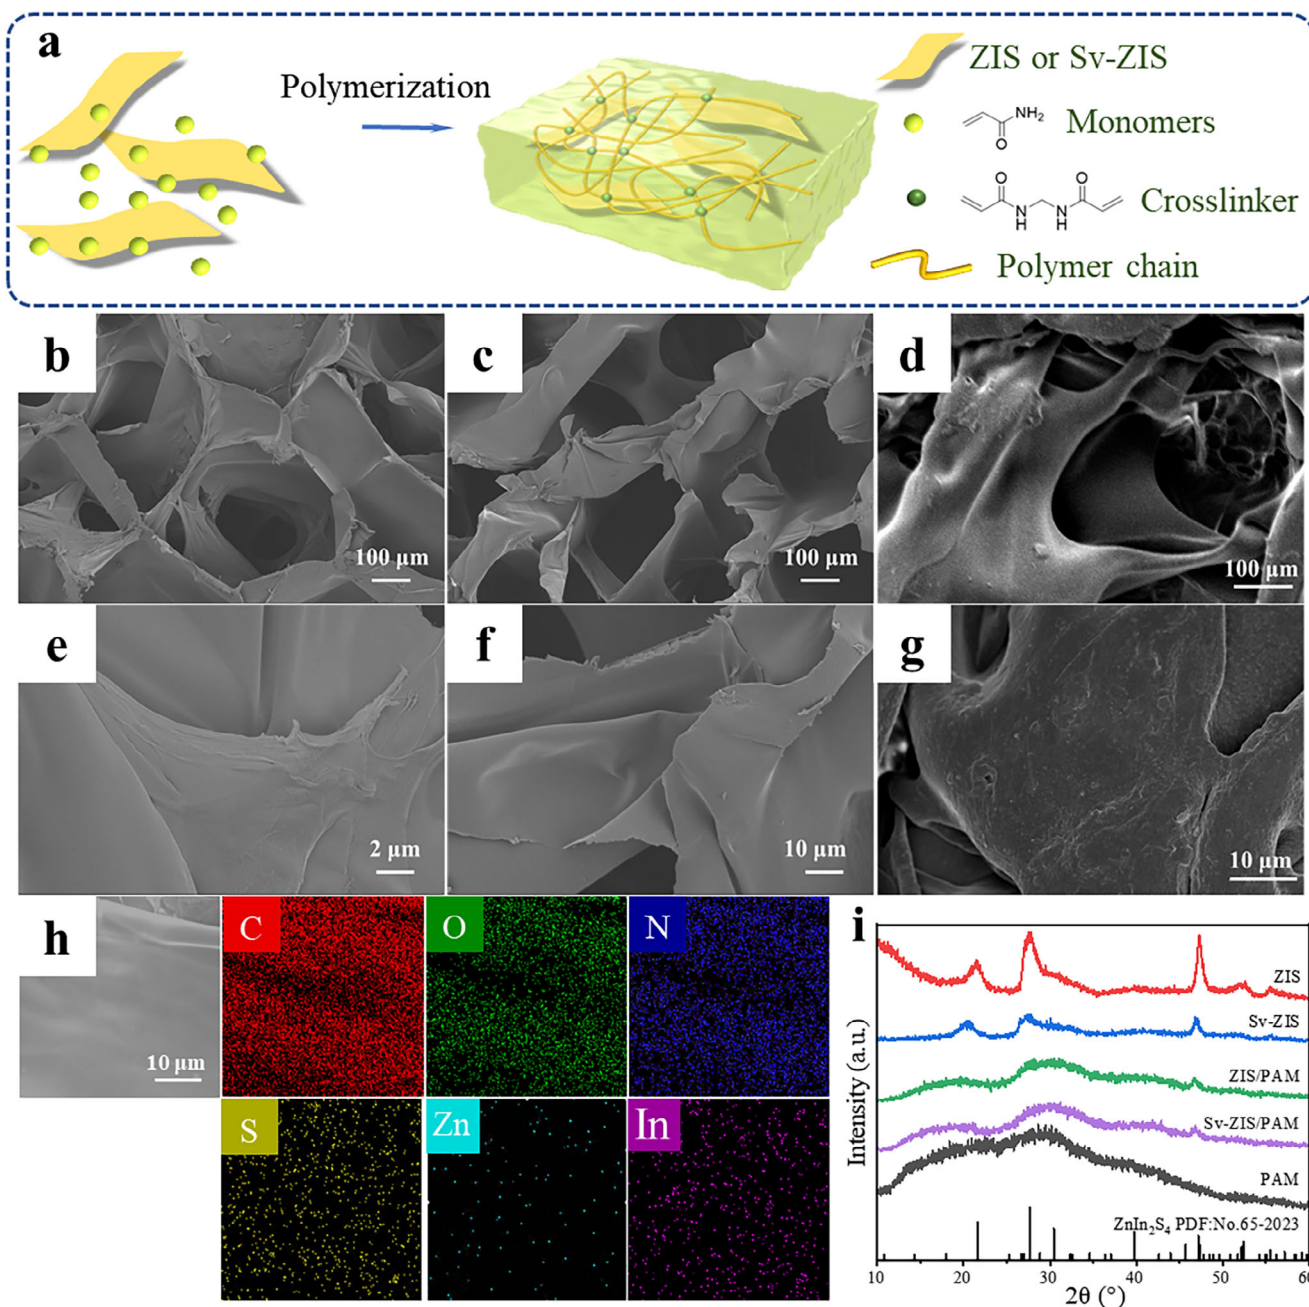 a
Polymerization
ZIS or Sv-ZIS
NH₂
O
Monomers
O
O
N
H
N
H
Crosslinker
Polymer chain
b
100 μm
c
100 μm
d
100 μm
e
2 μm
f
10 μm
g
10 μm
h
10 μm
C
O
N
S
Zn
In
i
Intensity (a.u.)
ZIS
Sv-ZIS
ZIS/PAM
Sv-ZIS/PAM
PAM
ZnIn₂S₄ PDF:No.65-2023
10 20 30 40 50 60
2θ (°)